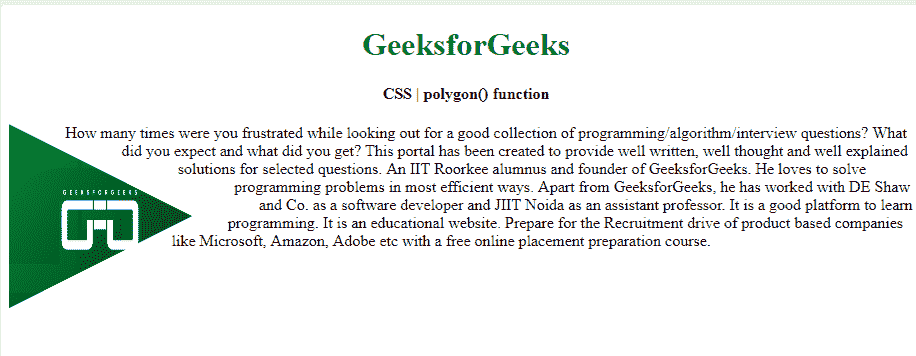 GeeksforGeeks
CSS | polygon() function
How many times were you frustrated while looking out for a good collection of programming/algorithm/interview questions? What
did you expect and what did you get? This portal has been created to provide well written, well thought and well explained
solutions for selected questions. An IIT Roorkee alumnus and founder of GeeksforGeeks. He loves to solve
programming problems in most efficient ways. Apart from GeeksforGeeks, he has worked with DE Shaw
and Co. as a software developer and JIIT Noida as an assistant professor. It is a good platform to learn
programming. It is an educational website. Prepare for the Recruitment drive of product based companies
like Microsoft, Amazon, Adobe etc with a free online placement preparation course.
GEEKSFORGEEKS